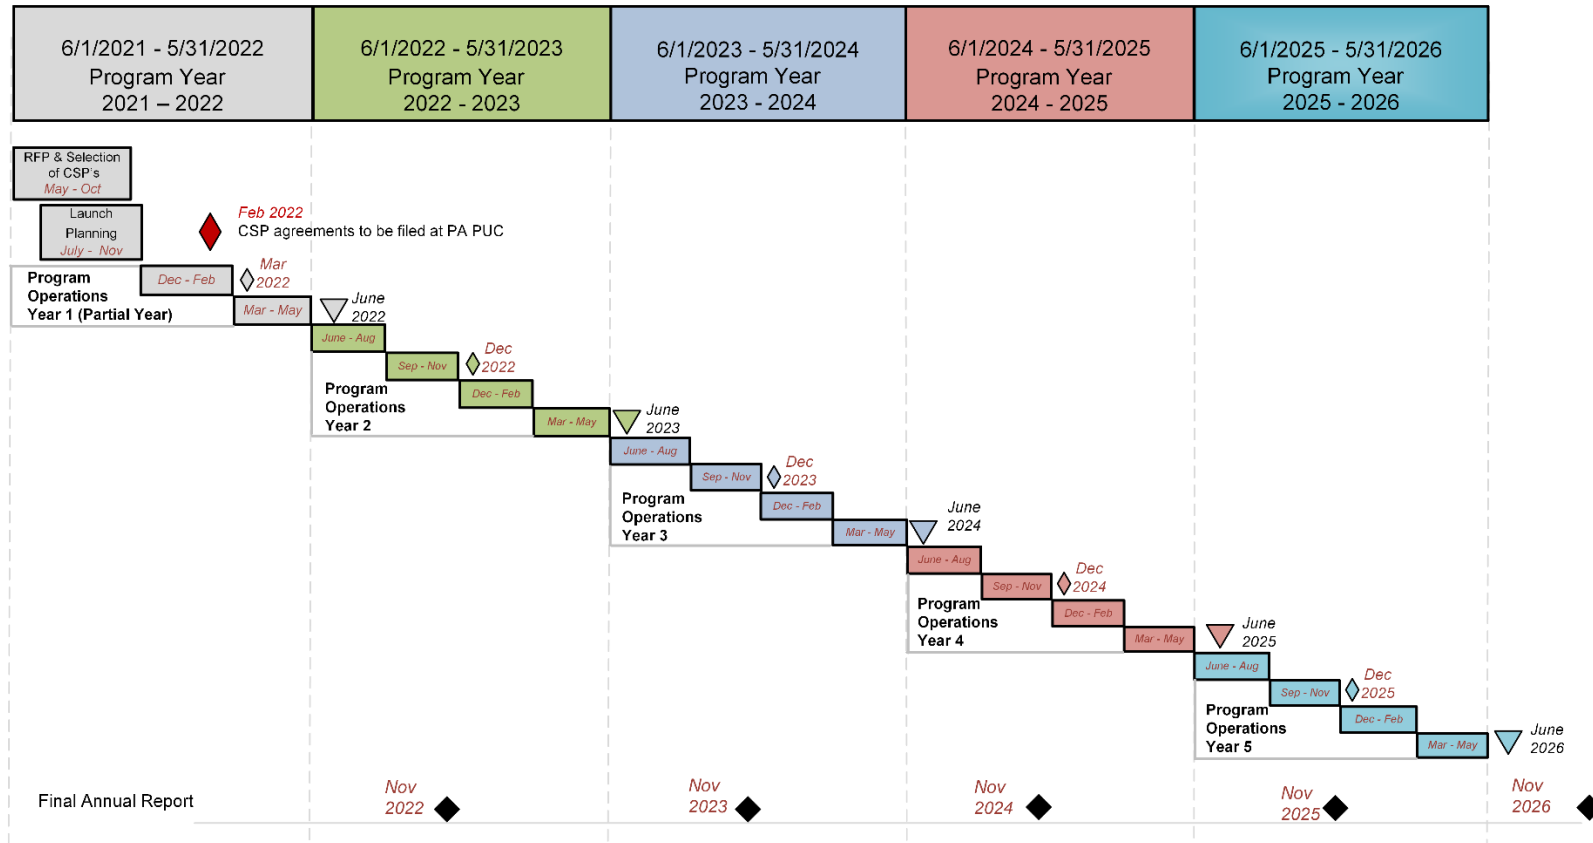 6/1/2021 - 5/31/2022
Program Year
2021 – 2022
6/1/2022 - 5/31/2023
Program Year
2022 - 2023
6/1/2023 - 5/31/2024
Program Year
2023 - 2024
6/1/2024 - 5/31/2025
Program Year
2024 - 2025
6/1/2025 - 5/31/2026
Program Year
2025 - 2026
RFP & Selection
of CSP's
May - Oct
Launch
Planning
July - Nov
Feb 2022
CSP agreements to be filed at PA PUC
Program
Operations
Year 1 (Partial Year)
Dec - Feb
Mar
2022
Mar - May
June
2022
June - Aug
Sep - Nov
Dec
2022
Program
Operations
Year 2
Dec - Feb
Mar - May
June
2023
June - Aug
Sep - Nov
Dec
2023
Program
Operations
Year 3
Dec - Feb
Mar - May
June
2024
June - Aug
Sep - Nov
Dec
2024
Program
Operations
Year 4
Dec - Feb
Mar - May
June
2025
June - Aug
Sep - Nov
Dec
2025
Program
Operations
Year 5
Dec - Feb
Mar - May
June
2026
Final Annual Report
Nov
2022
Nov
2023
Nov
2024
Nov
2025
Nov
2026